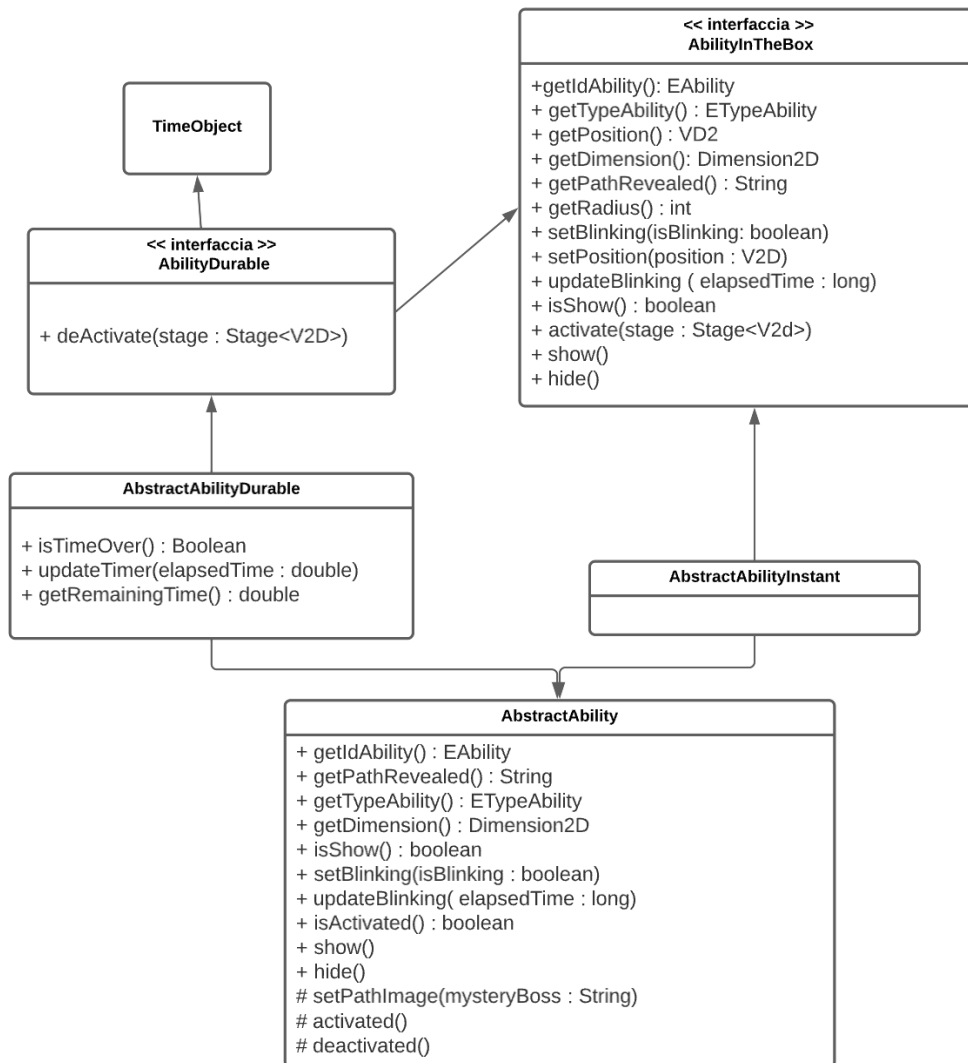 << interfaccia >>
AbilityInTheBox
+getIdAbility(): EAbility
+ getTypeAbility() : ETypeAbility
+ getPosition() : VD2
+ getDimension(): Dimension2D
+ getPathRevealed() : String
+ getRadius() : int
+ setBlinking(isBlinking: boolean)
+ setPosition(position : V2D)
+ updateBlinking ( elapsedTime : long)
+ isShow() : boolean
+ activate(stage : Stage<V2d>)
+ show()
+ hide()
TimeObject
<< interfaccia >>
AbilityDurable
+ deActivate(stage : Stage<V2D>)
AbstractAbilityDurable
+ isTimeOver() : Boolean
+ updateTimer(elapsedTime : double)
+ getRemainingTime() : double
AbstractAbilityInstant
AbstractAbility
+ getIdAbility() : EAbility
+ getPathRevealed() : String
+ getTypeAbility() : ETypeAbility
+ getDimension() : Dimension2D
+ isShow() : boolean
+ setBlinking(isBlinking : boolean)
+ updateBlinking( elapsedTime : long)
+ isActivated() : boolean
+ show()
+ hide()
# setPathImage(mysteryBoss : String)
# activated()
# deactivated()